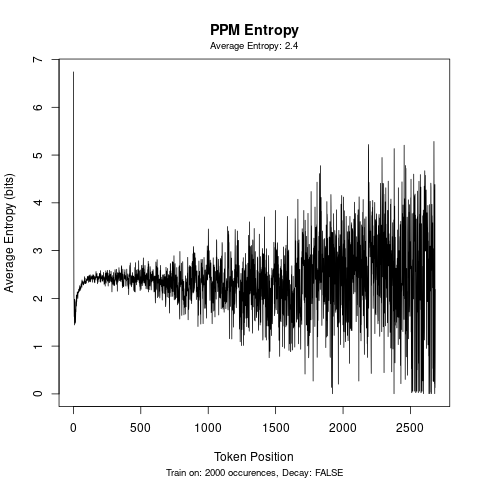 PPM Entropy
Average Entropy: 2.4
Average Entropy (bits)
7
6
5
4
3
2
1
0
0 500 1000 1500 2000 2500
Token Position
Train on: 2000 occurences, Decay: FALSE